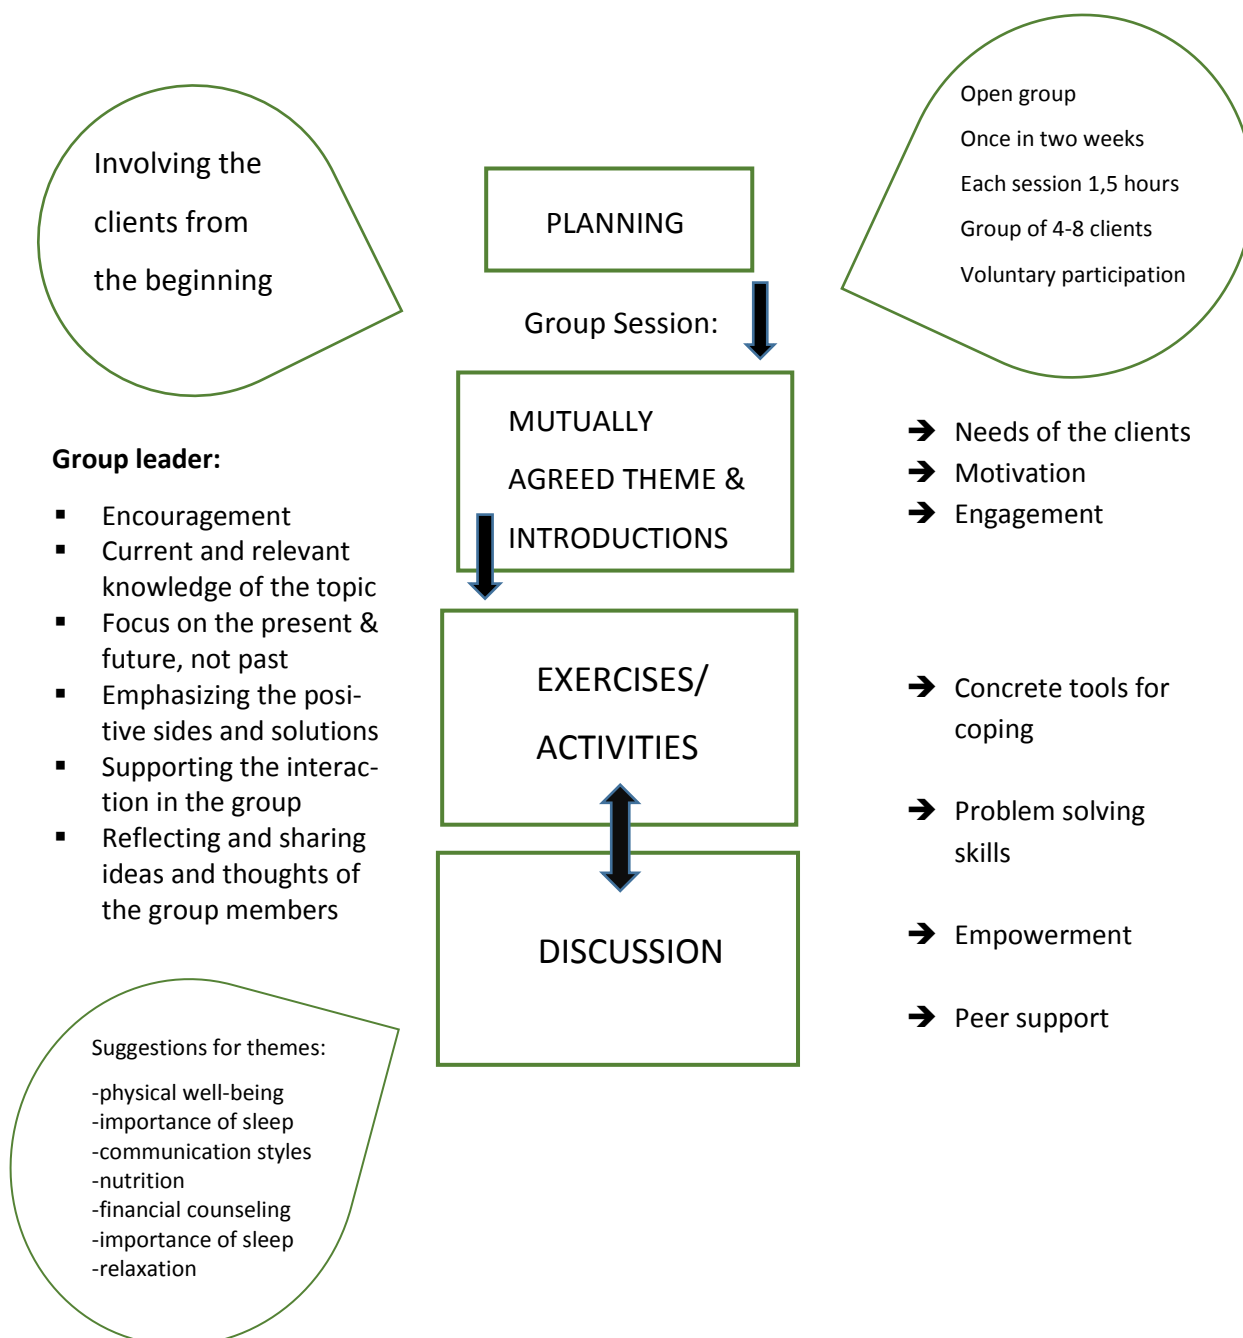 Involving the
clients from
the beginning
PLANNING
Open group
Once in two weeks
Each session 1,5 hours
Group of 4-8 clients
Voluntary participation
Group Session:
MUTUALLY
AGREED THEME &
INTRODUCTIONS
➔ Needs of the clients
➔ Motivation
➔ Engagement
Group leader:
▪ Encouragement
▪ Current and relevant
knowledge of the topic
▪ Focus on the present &
future, not past
▪ Emphasizing the posi-
tive sides and solutions
▪ Supporting the interac-
tion in the group
▪ Reflecting and sharing
ideas and thoughts of
the group members
EXERCISES/
ACTIVITIES
➔ Concrete tools for
coping
➔ Problem solving
skills
DISCUSSION
➔ Empowerment
➔ Peer support
Suggestions for themes:
-physical well-being
-importance of sleep
-communication styles
-nutrition
-financial counseling
-importance of sleep
-relaxation